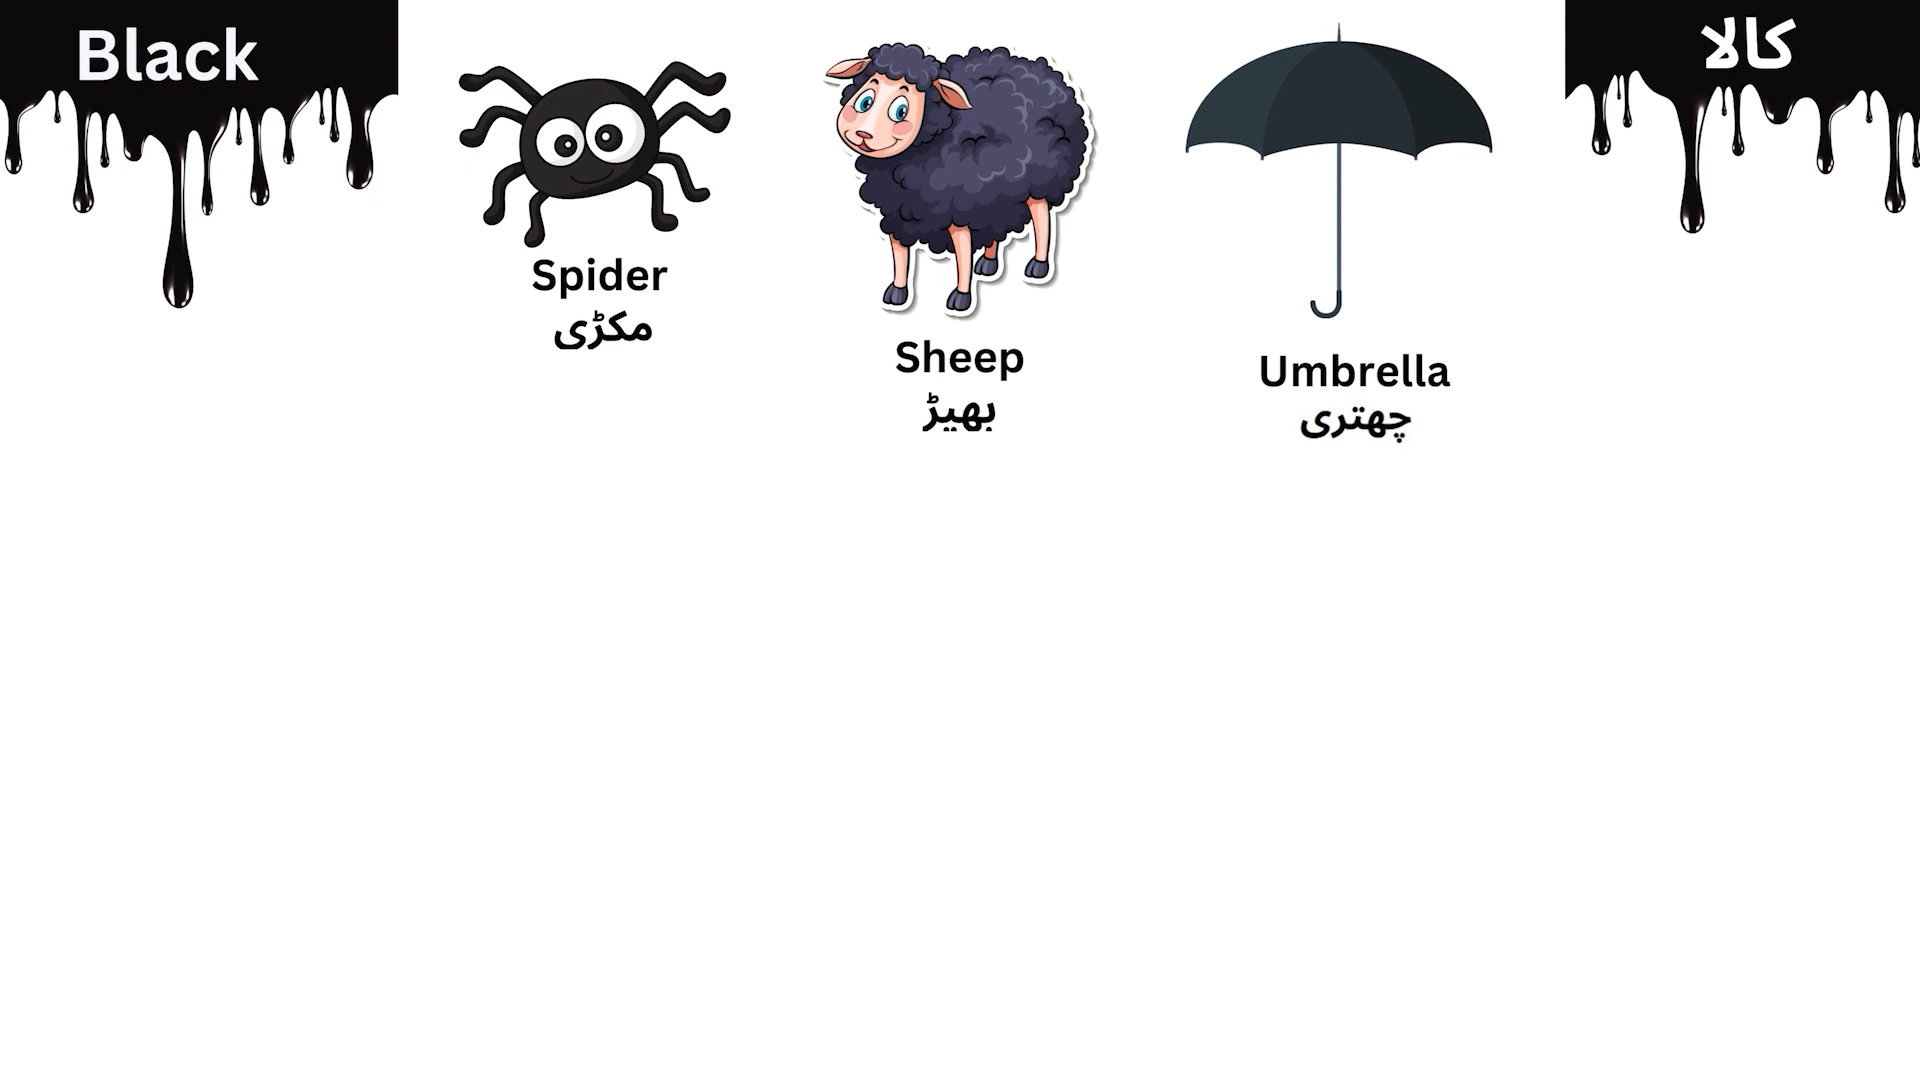 Black
کالا
Spider
مکڑی
Sheep
بھیڑ
Umbrella
چھتری